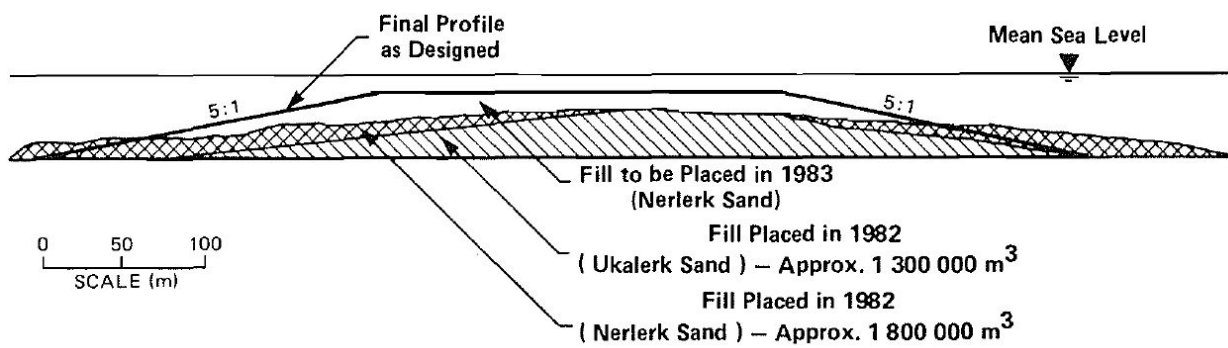 Final Profile
as Designed
Mean Sea Level
5:1
5:1
Fill to be Placed in 1983
(Nerlerk Sand)
Fill Placed in 1982
( Ukalerk Sand ) – Approx. 1 300 000 m³
Fill Placed in 1982
( Nerlerk Sand ) – Approx. 1 800 000 m³
0 50 100
SCALE (m)